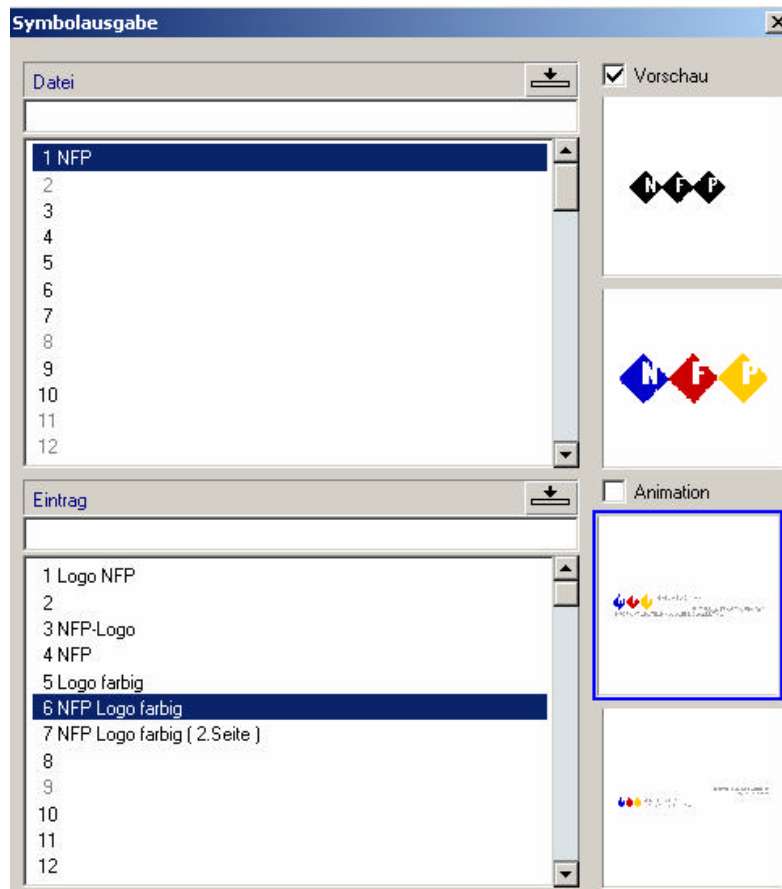 Symbolausgabe
Datei
1 NFP
2
3
4
5
6
7
8
9
10
11
12
Eintrag
1 Logo NFP
2
3 NFP-Logo
4 NFP
5 Logo farbig
6 NFP Logo farbig
7 NFP Logo farbig ( 2.Seite )
8
9
10
11
12
Vorschau
N F P
N F P
Animation